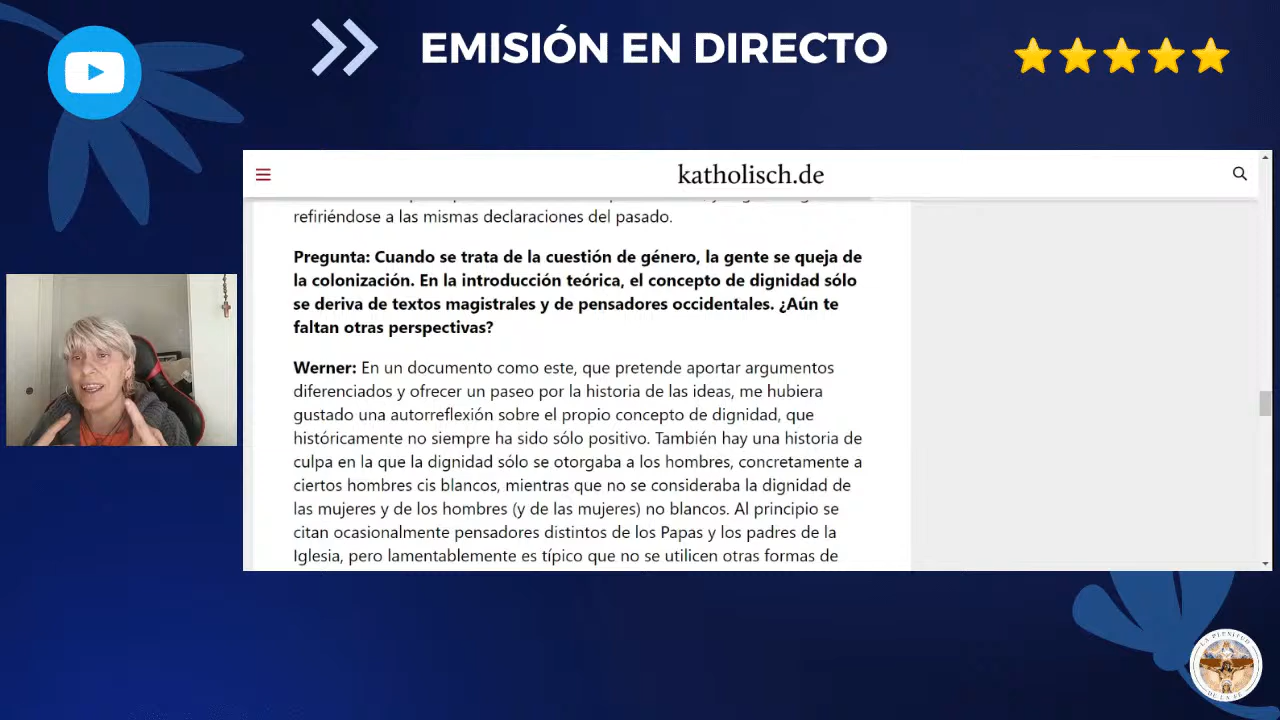 EMISIÓN EN DIRECTO
katholisch.de
refiriéndose a las mismas declaraciones del pasado.
Pregunta: Cuando se trata de la cuestión de género, la gente se queja de
la colonización. En la introducción teórica, el concepto de dignidad sólo
se deriva de textos magistrales y de pensadores occidentales. ¿Aún te
faltan otras perspectivas?
Werner: En un documento como este, que pretende aportar argumentos
diferenciados y ofrecer un paseo por la historia de las ideas, me hubiera
gustado una autorreflexión sobre el propio concepto de dignidad, que
históricamente no siempre ha sido sólo positivo. También hay una historia de
culpa en la que la dignidad sólo se otorgaba a los hombres, concretamente a
ciertos hombres cis blancos, mientras que no se consideraba la dignidad de
las mujeres y de los hombres (y de las mujeres) no blancos. Al principio se
citan ocasionalmente pensadores distintos de los Papas y los padres de la
Iglesia, pero lamentablemente es típico que no se utilicen otras formas de
LA PLENITUD
DE LA FE